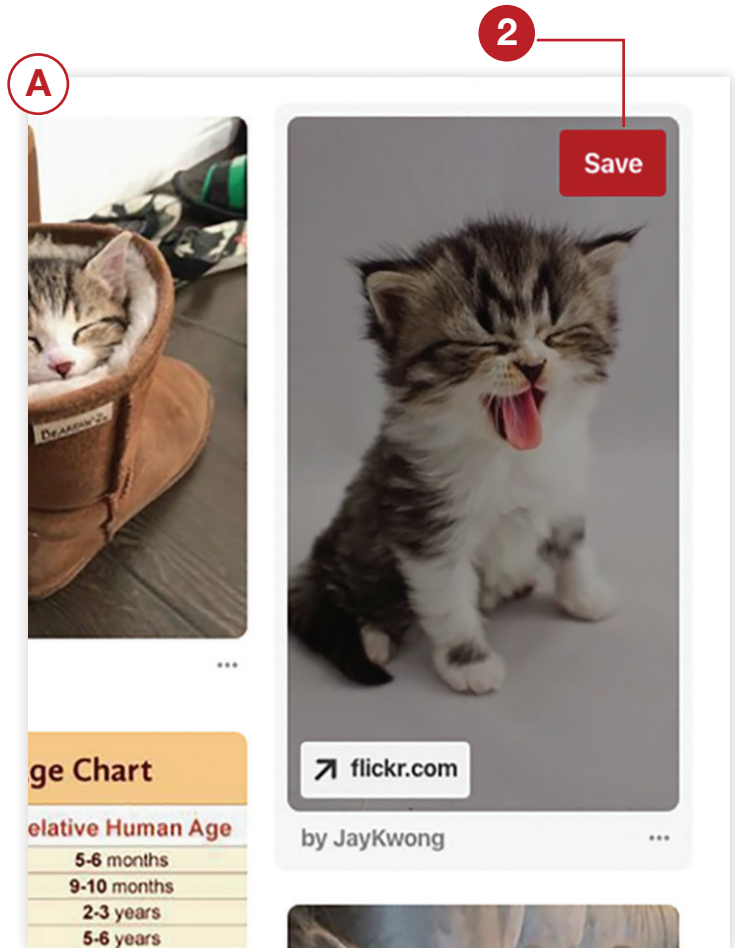 2
A
Save
BEARPAW
flickr.com
by JayKwong
ge Chart
elative Human Age
5-6 months
9-10 months
2-3 years
5-6 years